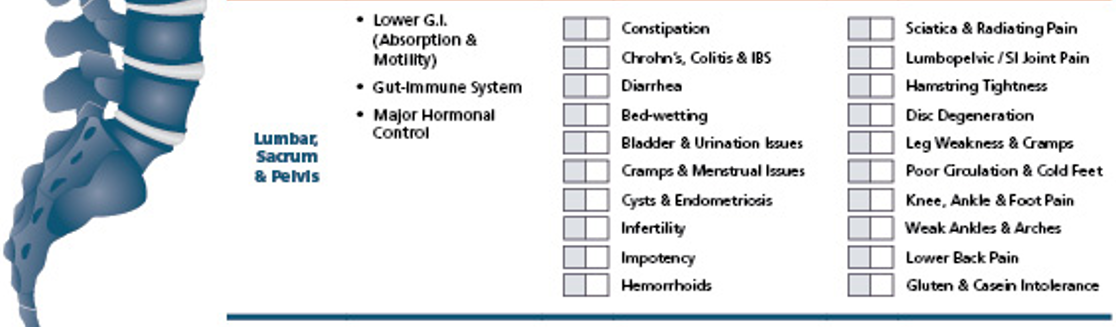 Lumbar,
Sacrum
& Pelvis
• Lower G.I.
(Absorption &
Motility)
• Gut-Immune System
• Major Hormonal
Control
Constipation
Chrohn's, Colitis & IBS
Diarrhea
Bed-wetting
Bladder & Urination Issues
Cramps & Menstrual Issues
Cysts & Endometriosis
Infertility
Impotency
Hemorrhoids
Sciatica & Radiating Pain
Lumbopelvic / SI Joint Pain
Hamstring Tightness
Disc Degeneration
Leg Weakness & Cramps
Poor Circulation & Cold Feet
Knee, Ankle & Foot Pain
Weak Ankles & Arches
Lower Back Pain
Gluten & Casein Intolerance